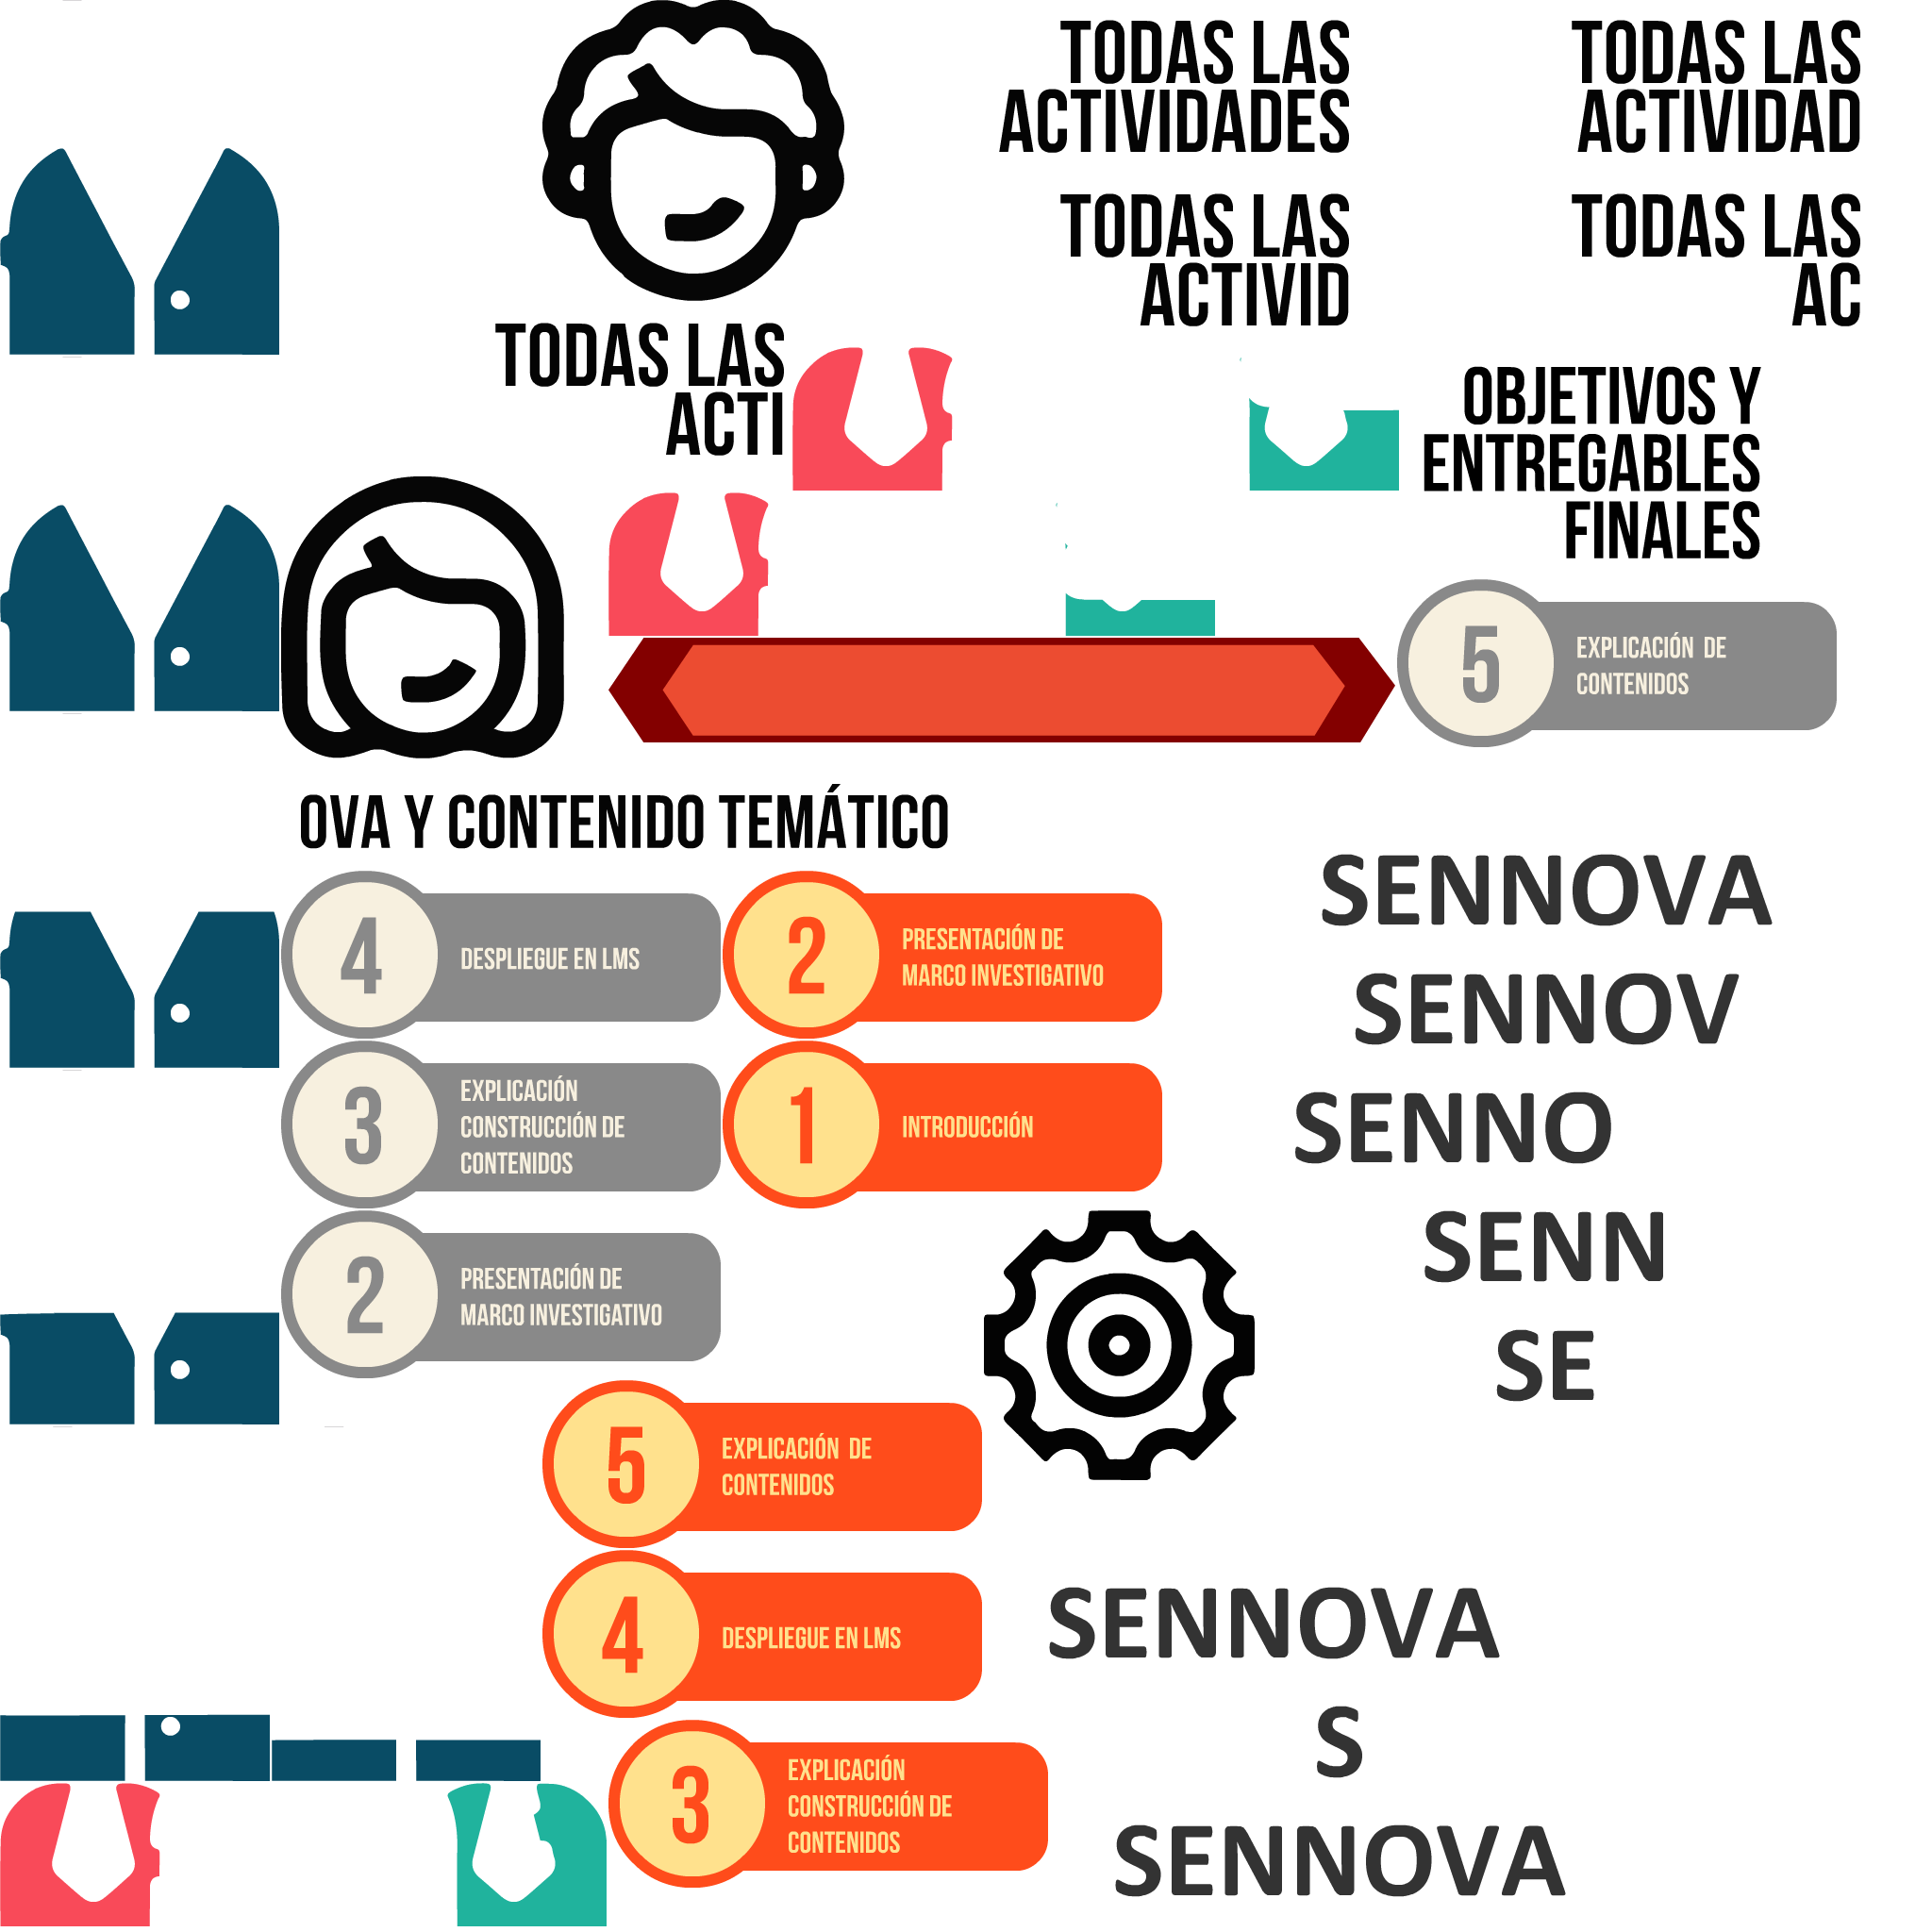 TODAS LAS
ACTIVIDADES
TODAS LAS
ACTIVIDAD
TODAS LAS
ACTIVID
TODAS LAS
AC
TODAS LAS
ACTI
OBJETIVOS Y
ENTREGABLES
FINALES
5
EXPLICACIÓN DE
CONTENIDOS
OVA Y CONTENIDO TEMÁTICO
4
DESPLIEGUE EN LMS
2
PRESENTACIÓN DE
MARCO INVESTIGATIVO
SENNOVA
SENNOV
3
EXPLICACIÓN
CONSTRUCCIÓN DE
CONTENIDOS
1
INTRODUCCIÓN
SENNO
2
PRESENTACIÓN DE
MARCO INVESTIGATIVO
SENN
SE
5
EXPLICACIÓN DE
CONTENIDOS
4
DESPLIEGUE EN LMS
SENNOVA
S
3
EXPLICACIÓN
CONSTRUCCIÓN DE
CONTENIDOS
SENNOVA